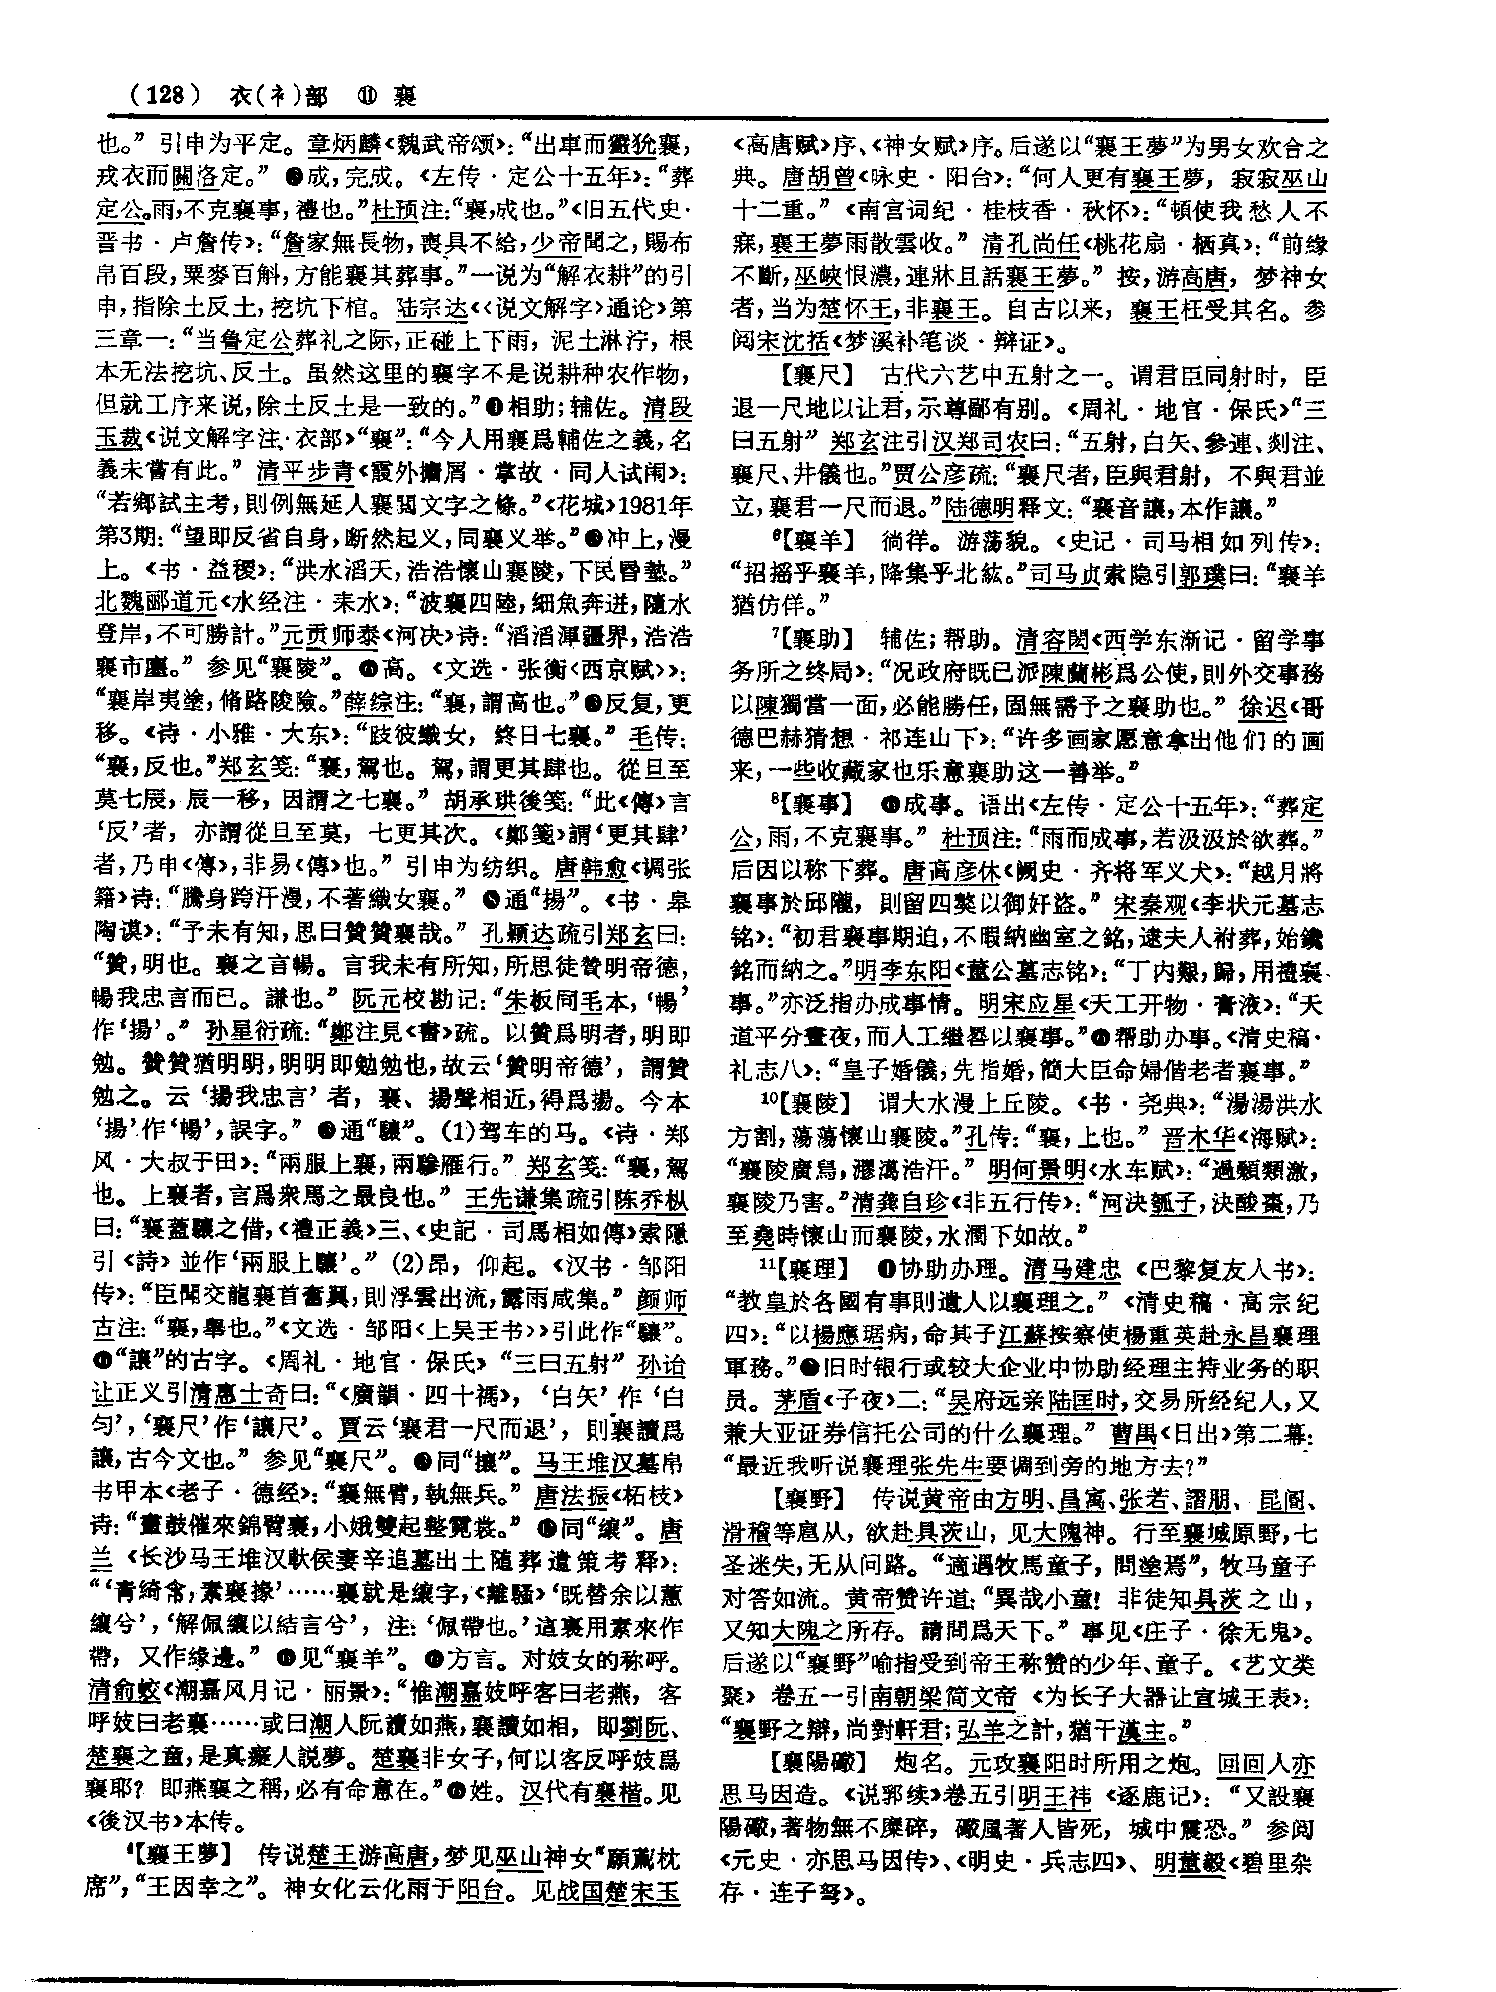 (128) 衣(衤)部 ⑪ 襄
也。”引申为平定。章炳麟《魏武帝颂》：“出車而玁狁襄，
戎衣而關洛定。”成，完成。《左传·定公十五年》：“葬
定公。雨，不克襄事，禮也。”杜预注：“襄，成也。”《旧五代史·
晋书·卢詹传》：“詹家無長物，喪具不給，少帝聞之，賜布
帛百段，粟麥百斛，方能襄其葬事。”一说为“解衣耕”的引
申，指除土反土，挖坑下棺。陆宗达《〈说文解字〉通论》第
三章一：“当鲁定公葬礼之际，正碰上下雨，泥土淋泞，根
本无法挖坑、反土。虽然这里的襄字不是说耕种农作物，
但就工序来说，除土反土是一致的。”相助；辅佐。清段
玉裁《说文解字注·衣部》“襄”：“今人用襄爲輔佐之義，名
義未嘗有此。”清平步青《霞外攟屑·掌故·同人试闱》：
“若鄉試主考，則例無延人襄閱文字之條。”《花城》1981年
第3期：“望即反省自身，断然起义，同襄义举。”冲上，漫
上。《书·益稷》：“洪水滔天，浩浩懷山襄陵，下民昏墊。”
北魏郦道元《水经注·耒水》：“波襄四陸，細魚奔迸，隨水
登岸，不可勝計。”元贡师泰《河决》诗：“滔滔渾疆界，浩浩
襄市廛。”参见“襄陵”。高。《文选·张衡〈西京赋〉》：
“襄岸夷塗，脩路陵險。”薛综注：“襄，謂高也。”反复，更
移。《诗·小雅·大东》：“跂彼織女，終日七襄。”毛传：
“襄，反也。”郑玄笺：“襄，駕也。駕，謂更其肆也。從旦至
莫七辰，辰一移，因謂之七襄。”胡承珙後笺：“此《傳》言
‘反’者，亦謂從旦至莫，七更其次。《鄭箋》謂‘更其肆’
者，乃申《傳》，非易《傳》也。”引申为纺织。唐韩愈《调张
籍》诗：“騰身跨汗漫，不著織女襄。”通“揚”。《书·皋
陶谟》：“予未有知，思曰贊贊襄哉。”孔颖达疏引郑玄曰：
“贊，明也。襄之言暢。言我未有所知，所思徒贊明帝德，
暢我忠言而已。謙也。”阮元校勘记：“朱板同毛本，‘暢’
作‘揚’。”孙星衍疏：“鄭注見《書》疏。以贊爲明者，明即
勉。贊贊猶明明，明明即勉勉也，故云‘贊明帝德’，謂贊
勉之。云‘揚我忠言’者，襄、揚聲相近，得爲揚。今本
‘揚’作‘暢’，誤字。”通“驤”。(1)驾车的马。《诗·郑
风·大叔于田》：“兩服上襄，兩驂雁行。”郑玄笺：“襄，駕
也。上襄者，言爲衆馬之最良也。”王先谦集疏引陈乔枞
曰：“襄蓋驤之借，《禮正義》三、《史記·司馬相如傳》索隱
引《詩》並作‘兩服上驤’。”(2)昂，仰起。《汉书·邹阳
传》：“臣聞交龍襄首奮翼，則浮雲出流，霧雨咸集。”颜师
古注：“襄，舉也。”《文选·邹阳〈上吴王书〉》引此作“驤”。
“讓”的古字。《周礼·地官·保氏》“三曰五射”孙诒
让正义引清惠士奇曰：“《廣韻·四十禡》，‘白矢’作‘白
勺’，‘襄尺’作‘讓尺’。賈云‘襄君一尺而退’，則襄讀爲
讓，古今文也。”参见“襄尺”。同“攘”。马王堆汉墓帛
书甲本《老子·德经》：“襄無臂，執無兵。”唐法振《柘枝》
诗：“畫鼓催來錦臂襄，小娥雙起整霓裳。”同“纕”。唐
兰《长沙马王堆汉軑侯妻辛追墓出土随葬遣策考释》：
“‘青绮㡋，素襄掾’……襄就是纕字，《離騷》‘既替余以蕙
纕兮’，‘解佩纕以結言兮’，注：‘佩帶也。’這裏用素來作
帶，又作緣邊。”见“襄羊”。方言。对妓女的称呼。
清俞蛟《潮嘉风月记·丽景》：“惟潮嘉妓呼客曰老燕，客
呼妓曰老襄……或曰潮人阮讀如燕，襄讀如相，即劉阮、
楚襄之意，是真癡人説夢。楚襄非女子，何以客反呼妓爲
襄耶？即燕襄之稱，必有命意在。”姓。汉代有襄楷。见
《後汉书》本传。
4【襄王夢】 传说楚王游高唐，梦见巫山神女“願薦枕
席”，“王因幸之”。神女化云化雨于阳台。见战国楚宋玉
《高唐赋》序、《神女赋》序。后遂以“襄王夢”为男女欢合之
典。唐胡曾《咏史·阳台》：“何人更有襄王夢，寂寂巫山
十二重。”《南宫词纪·桂枝香·秋怀》：“頓使我愁人不
寐，襄王夢雨散雲收。”清孔尚任《桃花扇·栖真》：“前缘
不斷，巫峽恨濃，連牀且話襄王夢。”按，游高唐，梦神女
者，当为楚怀王，非襄王。自古以来，襄王枉受其名。参
阅宋沈括《梦溪补笔谈·辩证》。
【襄尺】 古代六艺中五射之一。谓君臣同射时，臣
退一尺地以让君，示尊鄙有别。《周礼·地官·保氏》“三
曰五射”郑玄注引汉郑司农曰：“五射，白矢、參連、剡注、
襄尺、井儀也。”贾公彦疏：“襄尺者，臣與君射，不與君並
立，襄君一尺而退。”陆德明释文：“襄音讓，本作讓。”
6【襄羊】 徜徉。游荡貌。《史记·司马相如列传》：
“招摇乎襄羊，降集乎北紘。”司马贞索隐引郭璞曰：“襄羊
猶仿佯。”
7【襄助】 辅佐；帮助。清容闳《西学东渐记·留学事
务所之终局》：“况政府既已派陳蘭彬爲公使，則外交事務
以陳獨當一面，必能勝任，固無需予之襄助也。”徐迟《哥
德巴赫猜想·祁连山下》：“许多画家愿意拿出他们的画
来，一些收藏家也乐意襄助这一善举。”
8【襄事】 成事。语出《左传·定公十五年》：“葬定
公，雨，不克襄事。”杜预注：“雨而成事，若汲汲於欲葬。”
后因以称下葬。唐高彦休《阙史·齐将军义犬》：“越月將
襄事於邱隴，則留四獒以御奸盗。”宋秦观《李状元墓志
铭》：“初君襄事期迫，不暇納幽室之銘，逮夫人祔葬，始鑱
銘而納之。”明李东阳《董公墓志铭》：“丁内艱，歸，用禮襄
事。”亦泛指办成事情。明宋应星《天工开物·膏液》：“天
道平分晝夜，而人工繼晷以襄事。”帮助办事。《清史稿·
礼志八》：“皇子婚儀，先指婚，簡大臣命婦偕老者襄事。”
10【襄陵】 谓大水漫上丘陵。《书·尧典》：“湯湯洪水
方割，蕩蕩懷山襄陵。”孔传：“襄，上也。”晋木华《海赋》：
“襄陵廣舄，㶀㵧浩汗。”明何景明《水车赋》：“過顙類激，
襄陵乃害。”清龚自珍《非五行传》：“河決瓠子，決酸棗，乃
至堯時懷山而襄陵，水潤下如故。”
11【襄理】 協助办理。清马建忠《巴黎复友人书》：
“教皇於各國有事則遣人以襄理之。”《清史稿·高宗纪
四》：“以楊應琚病，命其子江蘇按察使楊重英赴永昌襄理
軍務。”旧时银行或较大企业中协助经理主持业务的职
员。茅盾《子夜》二：“吴府远亲陆匡时，交易所经纪人，又
兼大亚证券信托公司的什么襄理。”曹禺《日出》第二幕：
“最近我听说襄理张先生要调到旁的地方去？”
【襄野】 传说黄帝由方明、昌寓、张若、謵朋、昆阍、
滑稽等扈从，欲赴具茨山，见大隗神。行至襄城原野，七
圣迷失，无从问路。“適遇牧馬童子，問塗焉”，牧马童子
对答如流。黄帝赞许道：“異哉小童！非徒知具茨之山，
又知大隗之所存。請問爲天下。”事见《庄子·徐无鬼》。
后遂以“襄野”喻指受到帝王称赞的少年、童子。《艺文类
聚》卷五一引南朝梁简文帝《为长子大器让宣城王表》：
“襄野之辯，尚對軒君；弘羊之計，猶干漢主。”
【襄陽礮】 炮名。元攻襄阳时所用之炮。回回人亦
思马因造。《说郛续》卷五引明王祎《逐鹿记》：“又設襄
陽礮，著物無不糜碎，礮風著人皆死，城中震恐。”参阅
《元史·亦思马因传》、《明史·兵志四》、明董毅《碧里杂
存·连子弩》。